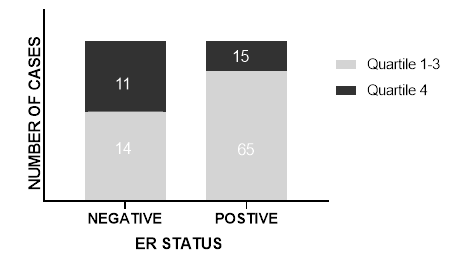 NUMBER OF CASES
11
14
15
65
Quartile 1-3
Quartile 4
NEGATIVE
POSTIVE
ER STATUS